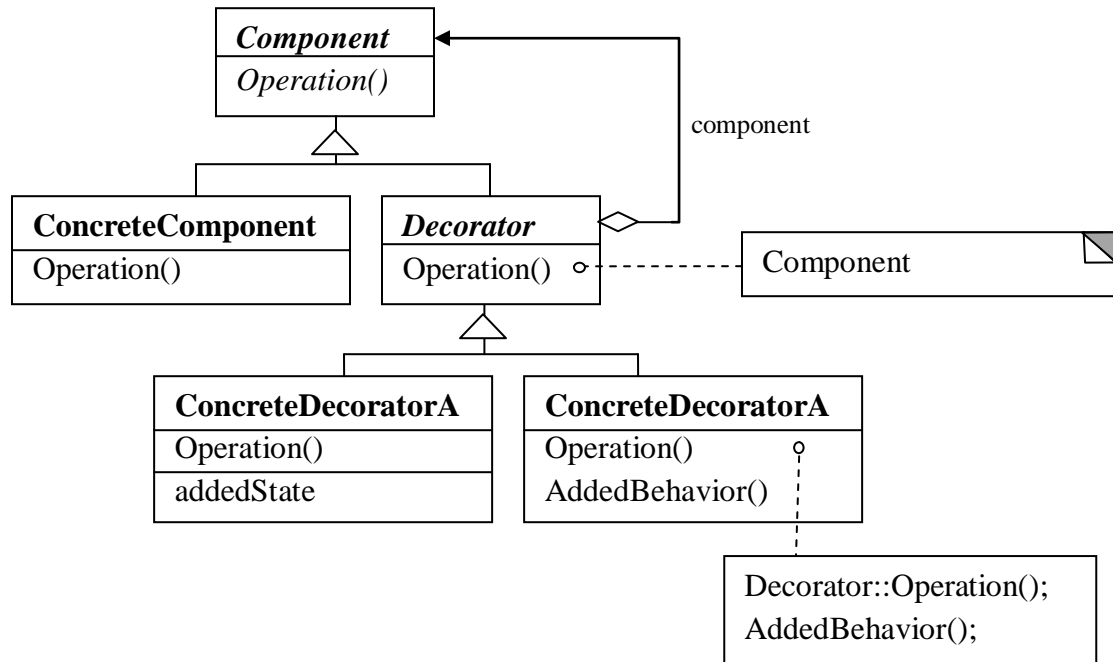 Component
Operation()
component
ConcreteComponent
Operation()
Decorator
Operation()
Component
ConcreteDecoratorA
Operation()
addedState
ConcreteDecoratorA
Operation()
AddedBehavior()
Decorator::Operation();
AddedBehavior();